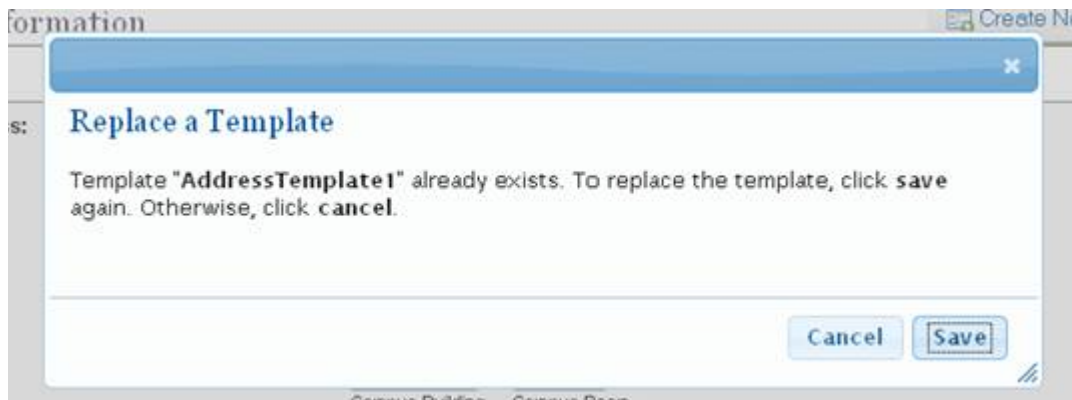 formation
Create N
s:
Replace a Template
Template "AddressTemplate1" already exists. To replace the template, click save
again. Otherwise, click cancel.
Cancel Save